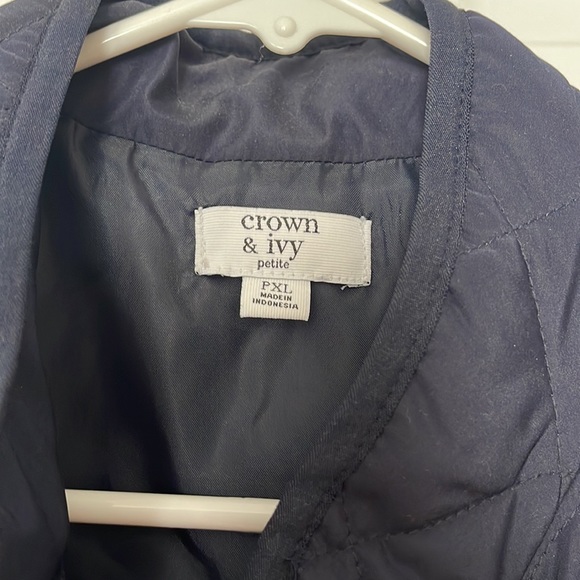 crown
& ivy
petite
PXL
MADE IN
INDONESIA